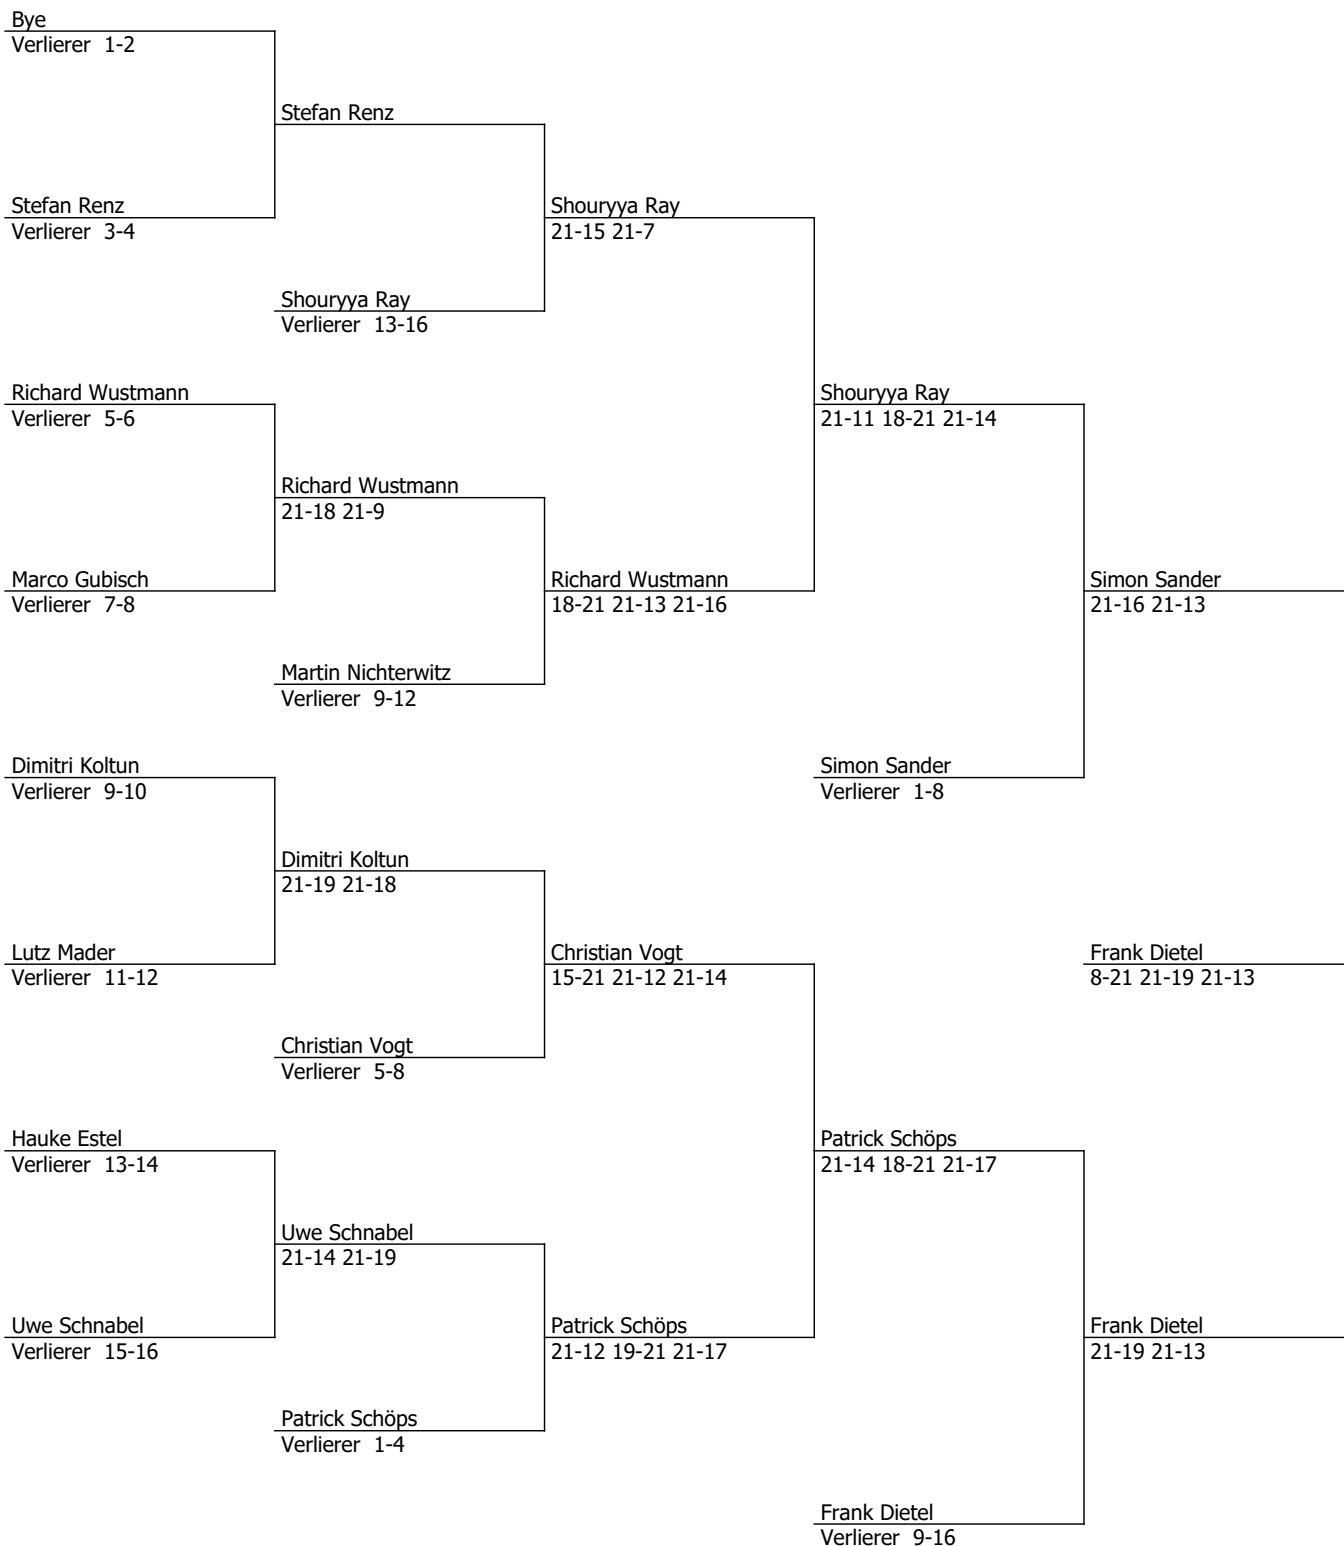 Bye
Verlierer 1-2
Stefan Renz
Stefan Renz
Verlierer 3-4
Shouryya Ray
21-15 21-7
Shouryya Ray
Verlierer 13-16
Richard Wustmann
Verlierer 5-6
Shouryya Ray
21-11 18-21 21-14
Richard Wustmann
21-18 21-9
Marco Gubisch
Verlierer 7-8
Richard Wustmann
18-21 21-13 21-16
Simon Sander
21-16 21-13
Martin Nichterwitz
Verlierer 9-12
Dimitri Koltun
Verlierer 9-10
Simon Sander
Verlierer 1-8
Dimitri Koltun
21-19 21-18
Lutz Mader
Verlierer 11-12
Christian Vogt
15-21 21-12 21-14
Frank Dietel
8-21 21-19 21-13
Christian Vogt
Verlierer 5-8
Hauke Estel
Verlierer 13-14
Patrick Schöps
21-14 18-21 21-17
Uwe Schnabel
21-14 21-19
Uwe Schnabel
Verlierer 15-16
Patrick Schöps
21-12 19-21 21-17
Frank Dietel
21-19 21-13
Patrick Schöps
Verlierer 1-4
Frank Dietel
Verlierer 9-16